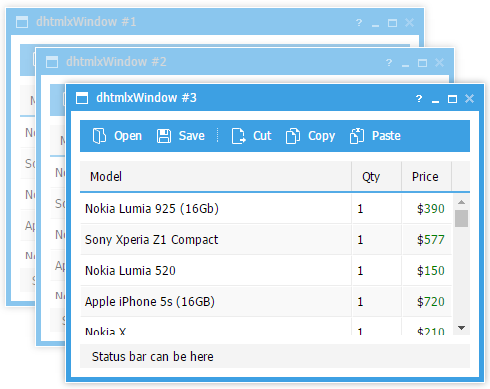 dhtmlxWindow #1 ?
dhtmlxWindow #2 ?
dhtmlxWindow #3 ?
Open Save Cut Copy Paste
Model Qty Price
Nokia Lumia 925 (16Gb) 1 $390
Sony Xperia Z1 Compact 1 $577
Nokia Lumia 520 1 $150
Apple iPhone 5s (16GB) 1 $720
Nokia X 1 $210
Status bar can be here